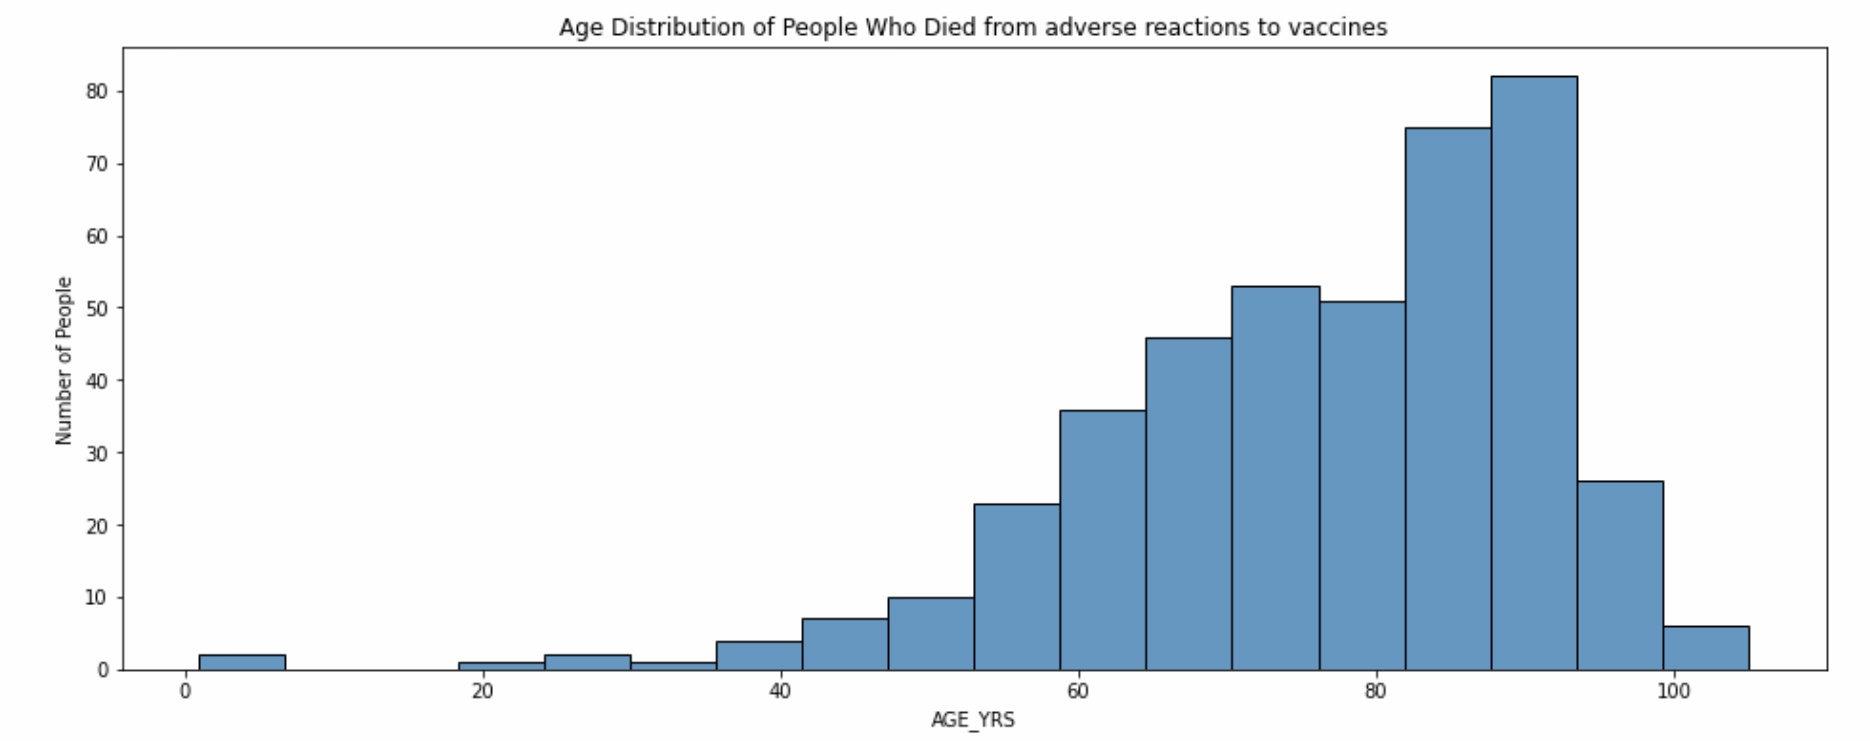 Age Distribution of People Who Died from adverse reactions to vaccines
80
70
60
50
40
30
20
10
0
Number of People
0 20 40 60 80 100
AGE_YRS